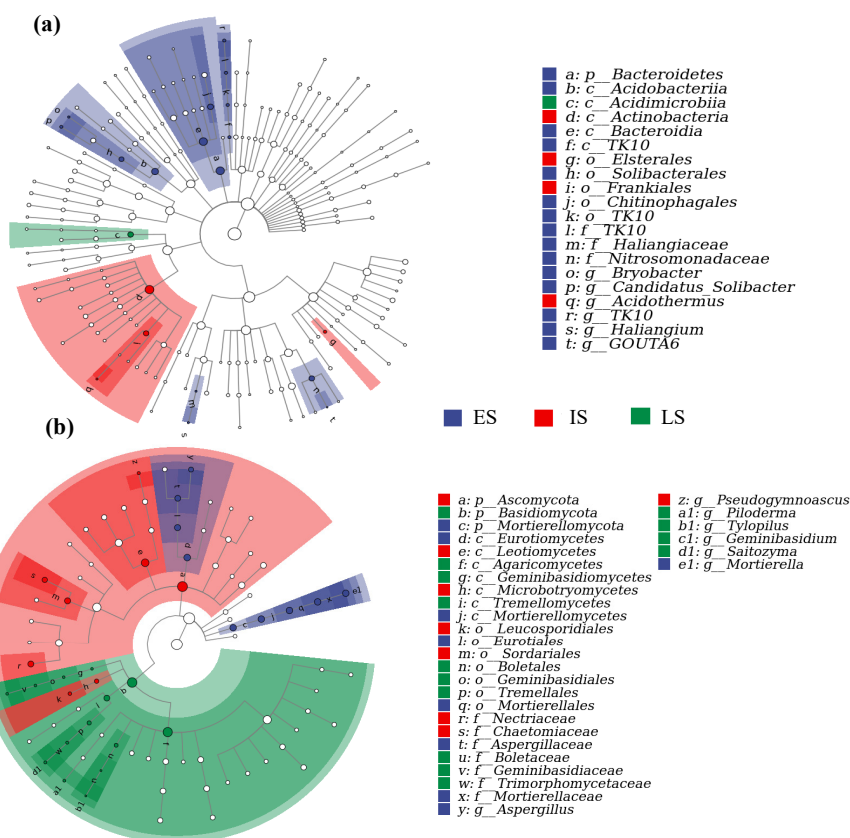 (a)
a: p__Bacteroidetes
b: c__Acidobacteriia
c: c__Acidimicrobiia
d: c__Actinobacteria
e: c__Bacteroidia
f: c__TK10
g: o__Elsterales
h: o__Solibacterales
i: o__Frankiales
j: o__Chitinophagales
k: o__TK10
l: f__TK10
m: f__Haliangiaceae
n: f__Nitrosomonadaceae
o: g__Bryobacter
p: g__Candidatus_Solibacter
q: g__Acidothermus
r: g__TK10
s: g__Haliangium
t: g__GOUTA6
ES IS LS
(b)
a: p__Ascomycota
b: p__Basidiomycota
c: p__Mortierellomycota
d: c__Eurotiomycetes
e: c__Leotiomycetes
f: c__Agaricomycetes
g: c__Geminibasidiomycetes
h: c__Microbotryomycetes
i: c__Tremellomycetes
j: c__Mortierellomycetes
k: o__Leucosporidiales
l: o__Eurotiales
m: o__Sordariales
n: o__Boletales
o: o__Geminibasidiales
p: o__Tremellales
q: o__Mortierellales
r: f__Nectriaceae
s: f__Chaetomiaceae
t: f__Aspergillaceae
u: f__Boletaceae
v: f__Geminibasidiaceae
w: f__Trimorphomycetaceae
x: f__Mortierellaceae
y: g__Aspergillus
z: g__Pseudogymnoascus
a1: g__Piloderma
b1: g__Tylopilus
c1: g__Geminibasidium
d1: g__Saitozyma
e1: g__Mortierella